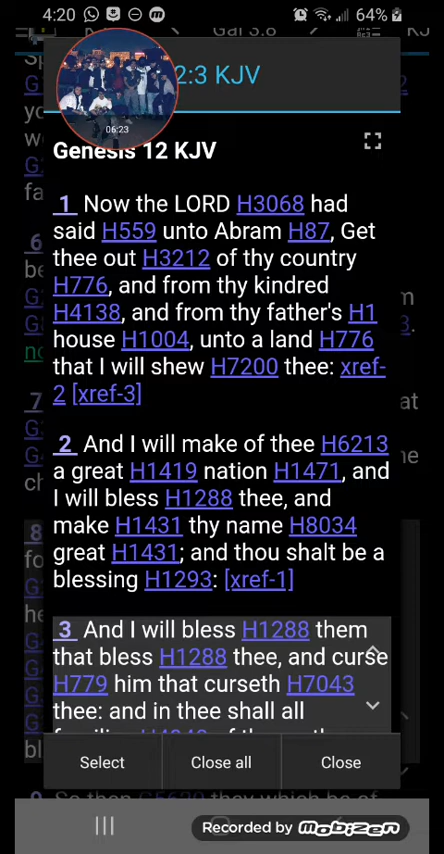 4:20 64%
Gal 3.8 KJ
2:3 KJV
06:23
Genesis 12 KJV
1 Now the LORD H3068 had
said H559 unto Abram H87, Get
thee out H3212 of thy country
H776, and from thy kindred
H4138, and from thy father's H1
house H1004, unto a land H776
that I will shew H7200 thee: xref-
2 [xref-3]
2 And I will make of thee H6213
a great H1419 nation H1471, and
I will bless H1288 thee, and
make H1431 thy name H8034
great H1431; and thou shalt be a
blessing H1293: [xref-1]
3 And I will bless H1288 them
that bless H1288 thee, and curse
H779 him that curseth H7043
thee: and in thee shall all
Select Close all Close
Recorded by Mobizen